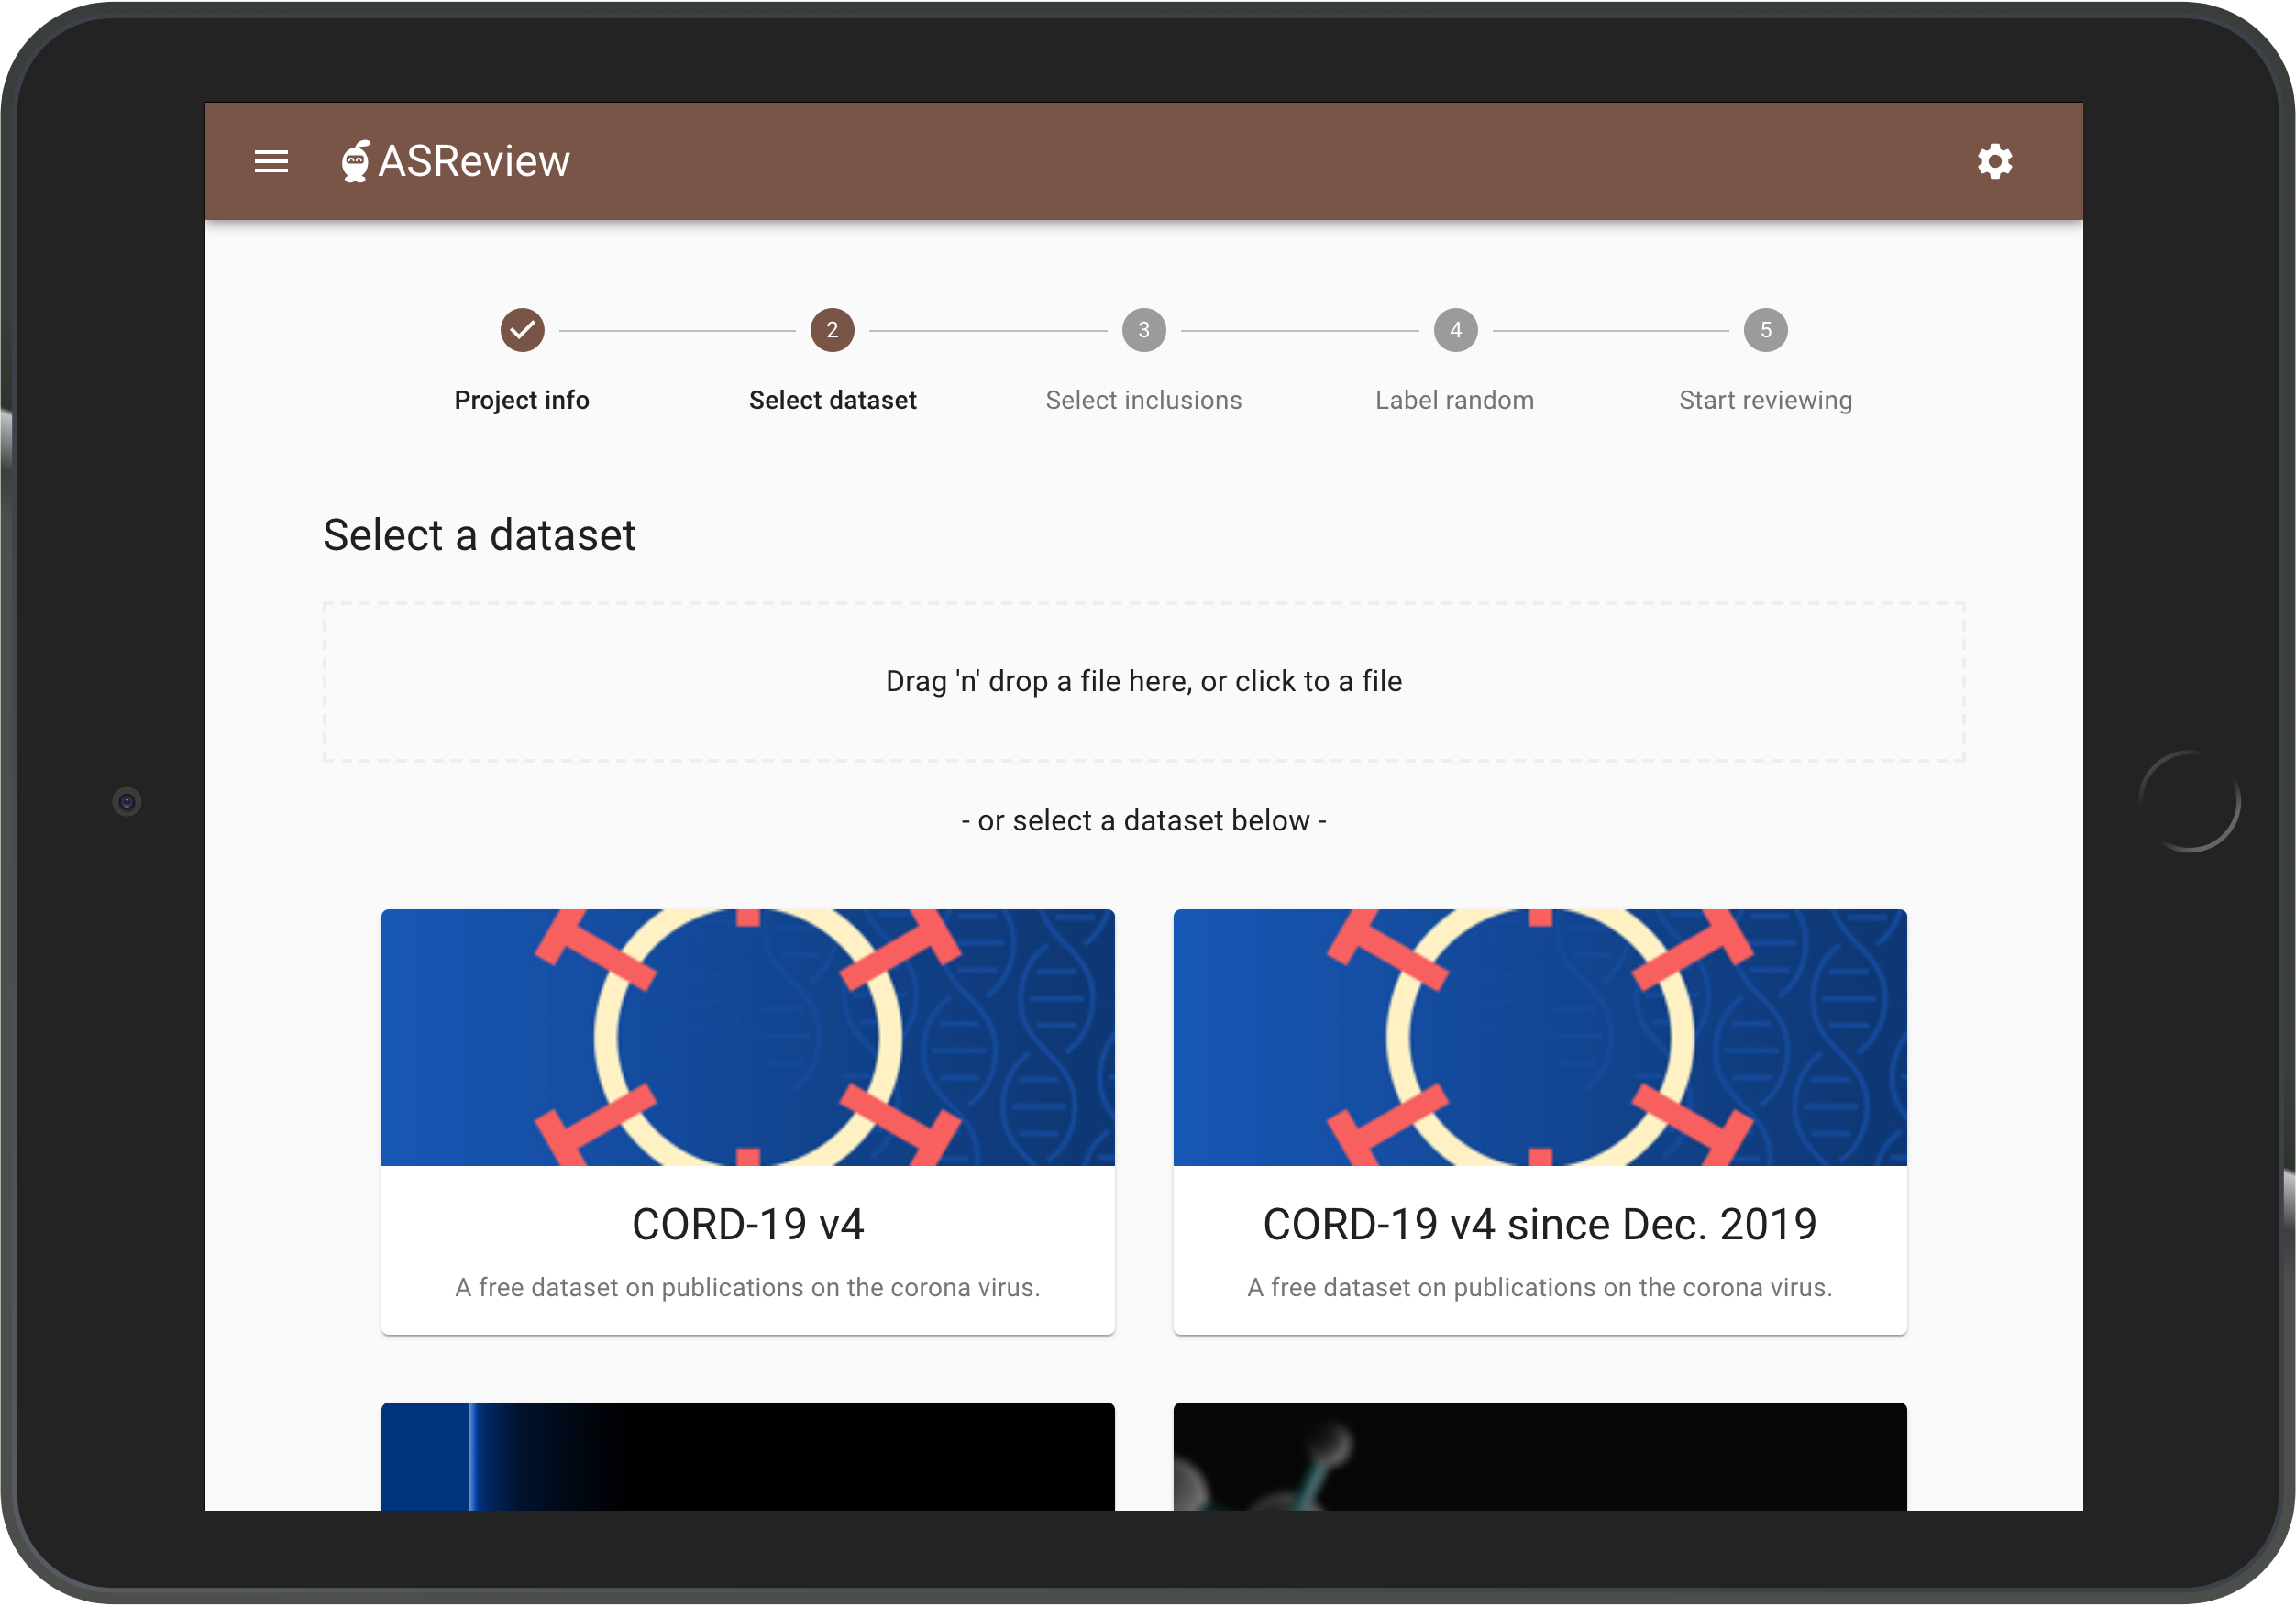 ASReview
2
3
4
5
Project info
Select dataset
Select inclusions
Label random
Start reviewing
Select a dataset
Drag 'n' drop a file here, or click to a file
- or select a dataset below -
CORD-19 v4
CORD-19 v4 since Dec. 2019
A free dataset on publications on the corona virus.
A free dataset on publications on the corona virus.